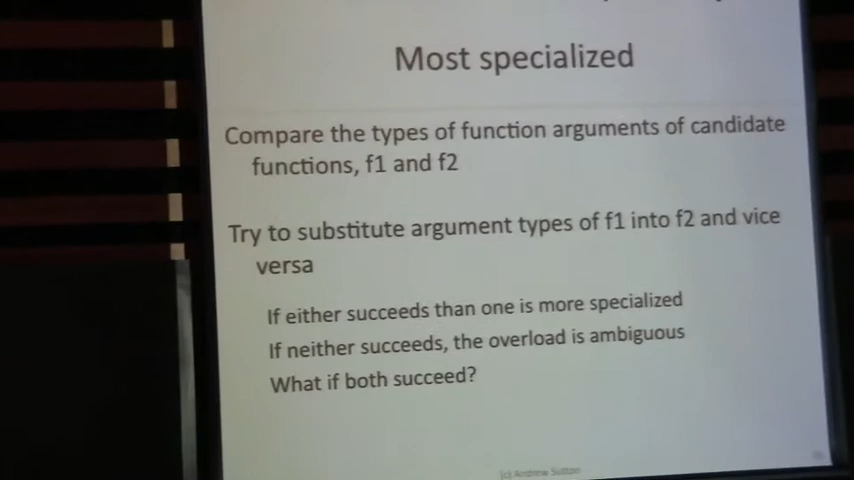 Most specialized
Compare the types of function arguments of candidate
functions, f1 and f2
Try to substitute argument types of f1 into f2 and vice
versa
If either succeeds than one is more specialized
If neither succeeds, the overload is ambiguous
What if both succeed?
(c) Andrew Sutton